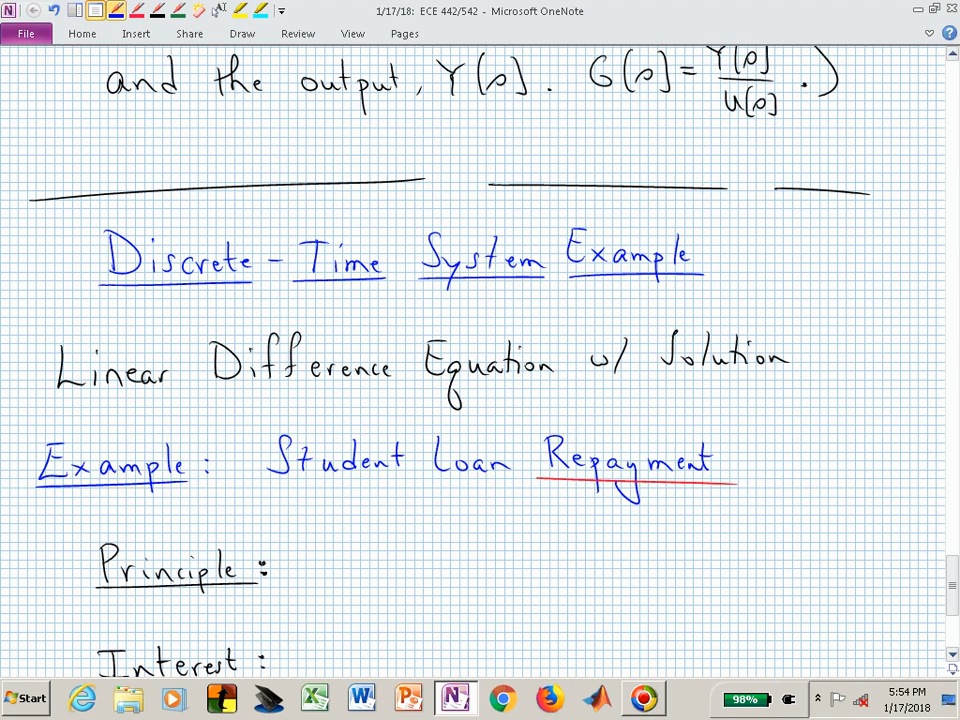 1/17/18: ECE 442/542 - Microsoft OneNote
File Home Insert Share Draw Review View Pages
and the output, Y(s). G(s) = Y(s)/U(s).)
Discrete-Time System Example
Linear Difference Equation w/ Solution
Example: Student Loan Repayment
Principle:
Interest:
Start
98%
5:54 PM
1/17/2018